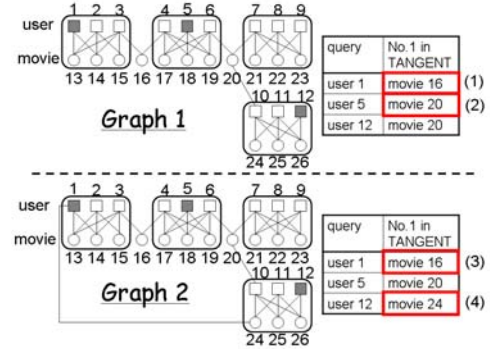 1 2 3 4 5 6 7 8 9
user
movie
13 14 15 16 17 18 19 20 21 22 23
10 11 12
Graph 1
24 25 26
query No.1 in TANGENT
user 1 movie 16 (1)
user 5 movie 20 (2)
user 12 movie 20
1 2 3 4 5 6 7 8 9
user
movie
13 14 15 16 17 18 19 20 21 22 23
10 11 12
Graph 2
24 25 26
query No.1 in TANGENT
user 1 movie 16 (3)
user 5 movie 20
user 12 movie 24 (4)